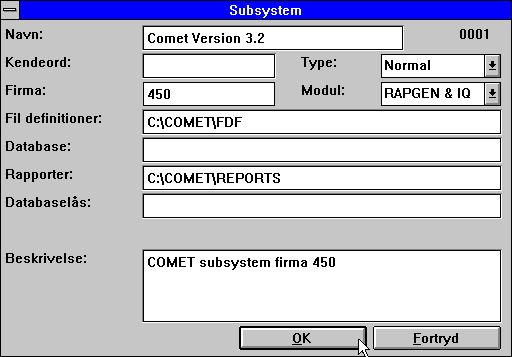 Subsystem
Navn: Comet Version 3.2 0001
Kendeord: Type: Normal
Firma: 450 Modul: RAPGEN & IQ
Fil definitioner: C:\COMET\FDF
Database:
Rapporter: C:\COMET\REPORTS
Databaselås:
Beskrivelse: COMET subsystem firma 450
OK Fortryd